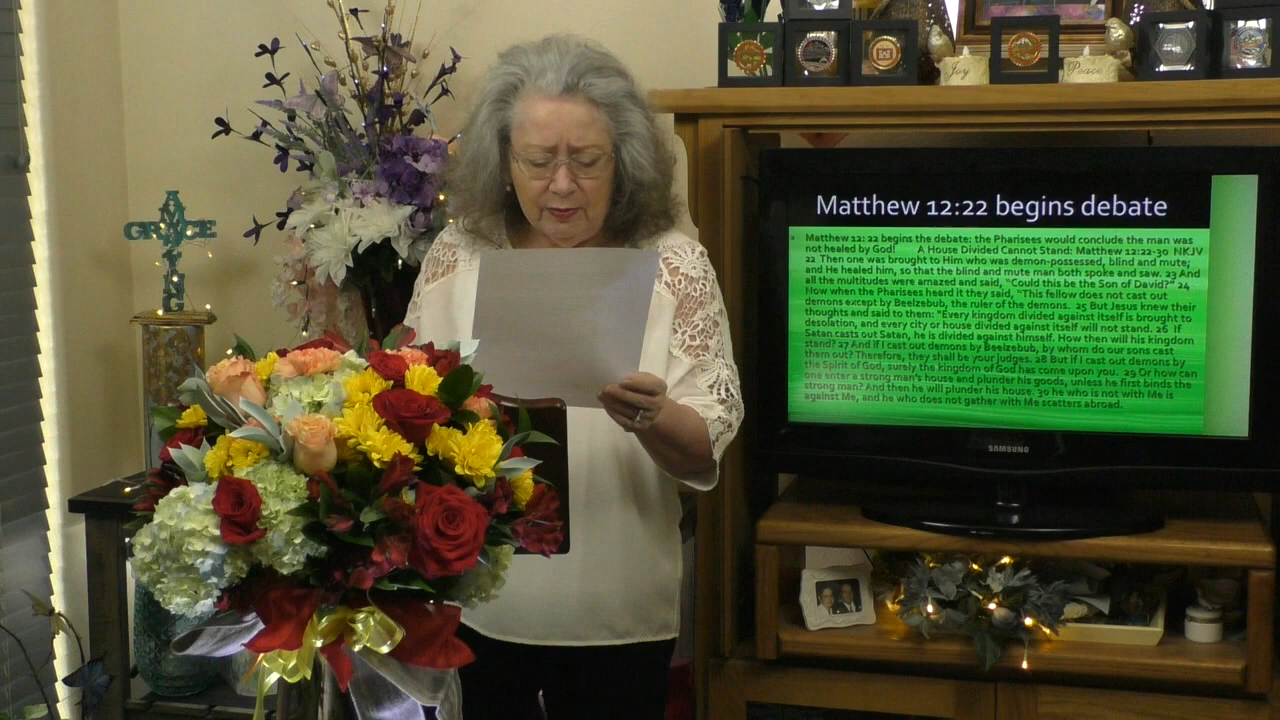 Joy
Peace
AMAZING
GRACE
Matthew 12:22 begins debate
Matthew 12: 22 begins the debate: the Pharisees would conclude the man was
not healed by God! A House Divided Cannot Stand: Matthew 12:22-30 NKJV
22 Then one was brought to Him who was demon-possessed, blind and mute;
and He healed him, so that the blind and mute man both spoke and saw. 23 And
all the multitudes were amazed and said, "Could this be the Son of David?" 24
Now when the Pharisees heard it they said, "This fellow does not cast out
demons except by Beelzebub, the ruler of the demons. 25 But Jesus knew their
thoughts and said to them: "Every kingdom divided against itself is brought to
desolation, and every city or house divided against itself will not stand. 26 If
Satan casts out Satan, he is divided against himself. How then will his kingdom
stand? 27 And if I cast out demons by Beelzebub, by whom do our sons cast
them out? Therefore, they shall be your judges. 28 But if I cast out demons by
the Spirit of God, surely the kingdom of God has come upon you. 29 Or how can
one enter a strong man's house and plunder his goods, unless he first binds the
strong man? And then he will plunder his house. 30 he who is not with Me is
against Me, and he who does not gather with Me scatters abroad.
SAMSUNG